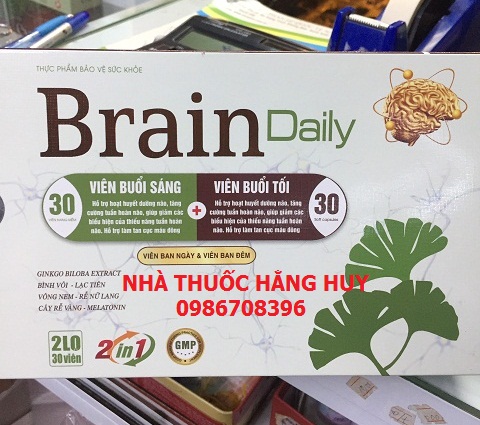 THỰC PHẨM BẢO VỆ SỨC KHỎE
Brain Daily
30
VIÊN BUỔI SÁNG
Hỗ trợ hoạt huyết dưỡng não, tăng
cường tuần hoàn não, giúp giảm các
biểu hiện của thiểu năng tuần hoàn
não. Hỗ trợ làm tan cục máu đông
+
VIÊN BUỔI TỐI
Hỗ trợ hoạt huyết dưỡng não, tăng
cường tuần hoàn não, giúp giảm các
biểu hiện của thiểu năng tuần hoàn
não. Hỗ trợ làm tan cục máu đông
30
Soft capsules
VIÊN BAN NGÀY & VIÊN BAN ĐÊM
GINKGO BILOBA EXTRACT
BÌNH VÔI - LẠC TIÊN
VÔNG NEM - RỄ NỮ LANG
CÂY RỄ VÀNG - MELATONIN
NHÀ THUỐC HẰNG HUY
0986708396
2LO
30 viên
2in1
GMP